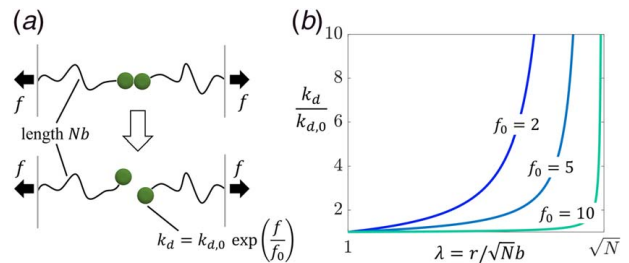 (a)
f
f
length Nb
f
f
k_d = k_{d,0} exp(f/f_0)
(b)
k_d/k_{d,0}
10
8
6
4
2
f_0 = 2
f_0 = 5
f_0 = 10
1
λ = r/√Nb
√N